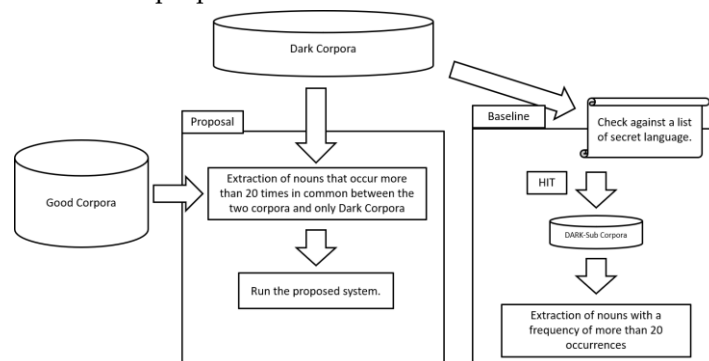 Dark Corpora
Proposal
Baseline
Check against a list
of secret language.
Good Corpora
Extraction of nouns that occur more
than 20 times in common between the
two corpora and only Dark Corpora
HIT
DARK-Sub Corpora
Run the proposed system.
Extraction of nouns with a
frequency of more than 20
occurrences